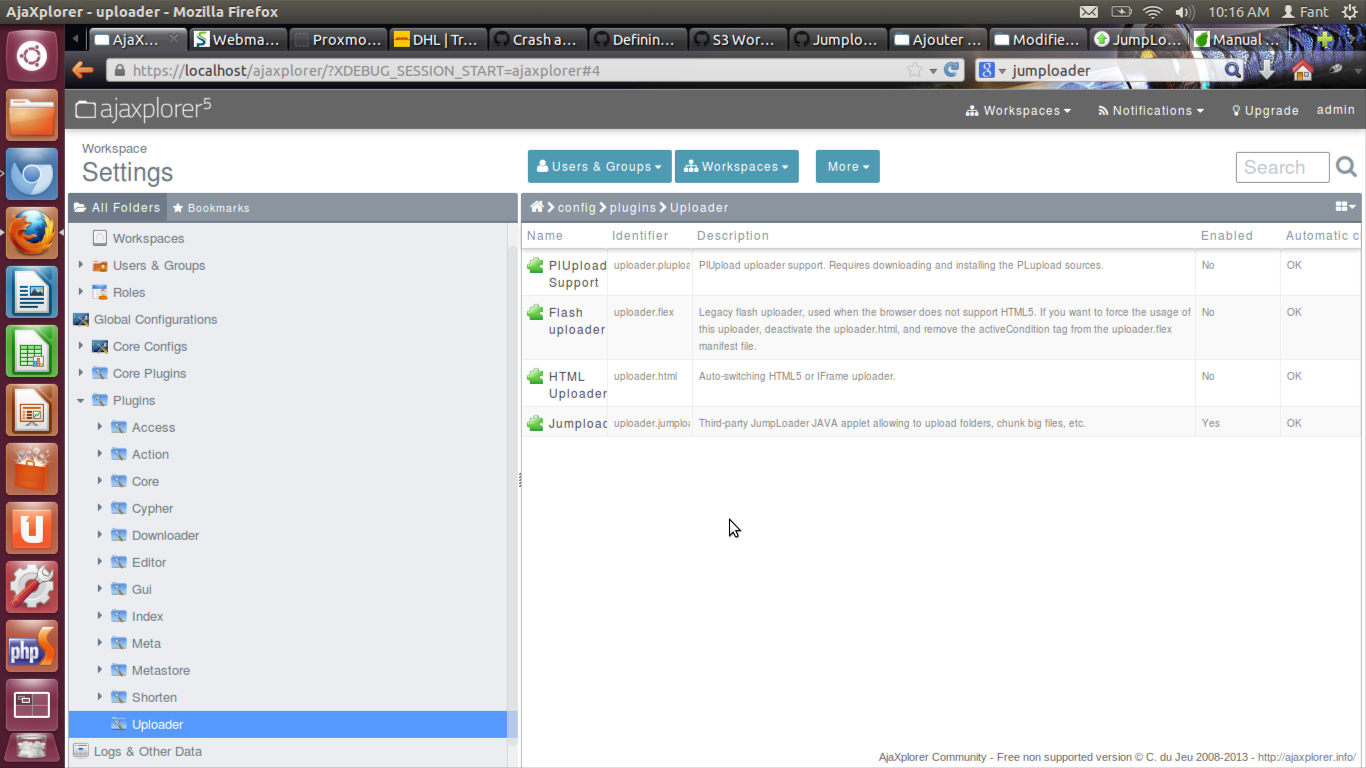 AjaXplorer - uploader - Mozilla Firefox
10:16 AM Fant
AjaX... Webma... Proxmo... DHL | Tr... Crash a... Definin... S3 Wor... Jumplo... Ajouter ... Modifie... JumpLo... Manual ...
https://localhost/ajaxplorer/?XDEBUG_SESSION_START=ajaxplorer#4
jumploader
ajaxplorer5
Workspaces Notifications Upgrade admin
Workspace
Settings
Users & Groups Workspaces More
Search
All Folders Bookmarks
config plugins Uploader
Workspaces
Users & Groups
Roles
Global Configurations
Core Configs
Core Plugins
Plugins
Access
Action
Core
Cypher
Downloader
Editor
Gui
Index
Meta
Metastore
Shorten
Uploader
Logs & Other Data
Name Identifier Description Enabled Automatic c
PlUpload Support uploader.pluploa PlUpload uploader support. Requires downloading and installing the PLupload sources. No OK
Flash uploader uploader.flex Legacy flash uploader, used when the browser does not support HTML5. If you want to force the usage of No OK
this uploader, deactivate the uploader.html, and remove the activeCondition tag from the uploader.flex
manifest file.
HTML Uploader uploader.html Auto-switching HTML5 or IFrame uploader. No OK
Jumploac uploader.jumploa Third-party JumpLoader JAVA applet allowing to upload folders, chunk big files, etc. Yes OK
AjaXplorer Community - Free non supported version © C. du Jeu 2008-2013 - http://ajaxplorer.info/
php